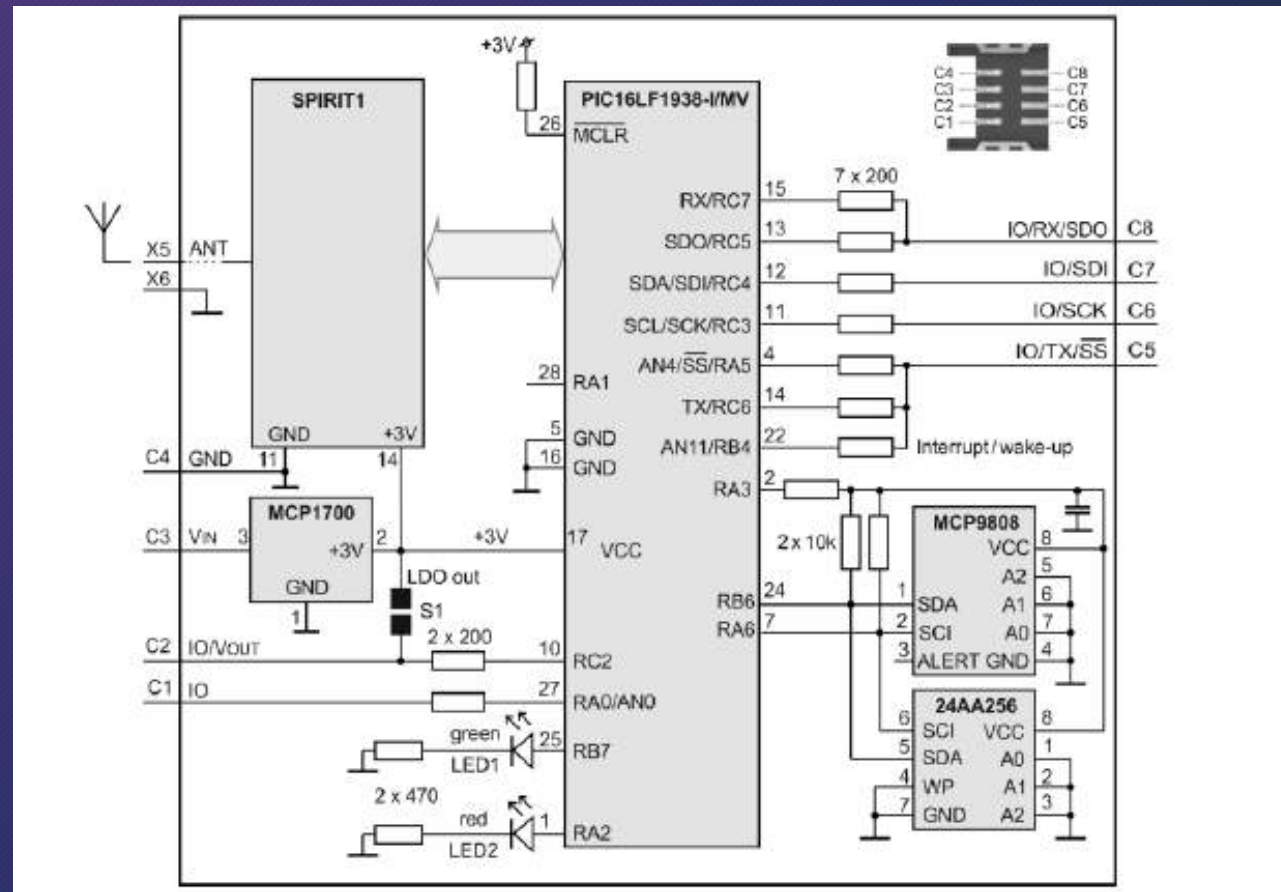 +3V
SPIRIT1
PIC16LF1938-I/MV
C4
C3
C2
C1
C8
C7
C6
C5
26
MCLR
7 x 200
RX/RC7 15
SDO/RC5 13
IO/RX/SDO C8
SDA/SDI/RC4 12
IO/SDI C7
SCL/SCK/RC3 11
IO/SCK C6
AN4/SS/RA5 4
IO/TX/SS C5
TX/RC6 14
AN11/RB4 22
Interrupt / wake-up
RA3 2
X5 ANT
X6
28 RA1
5 GND
16 GND
GND +3V
11 14
C4 GND
MCP1700
C3 VIN 3
+3V 2
+3V
17 VCC
GND
1
LDO out
S1
2 x 200
C2 IO/VOUT
10 RC2
C1 IO
27 RA0/AN0
green
LED1
25 RB7
2 x 470
red
LED2
1 RA2
2 x 10k
RB6 24
RA6 7
MCP9808
VCC 8
A2 5
1 SDA A1 6
2 SCI A0 7
3 ALERT GND 4
24AA256
6 SCI VCC 8
5 SDA A0 1
4 WP A1 2
7 GND A2 3